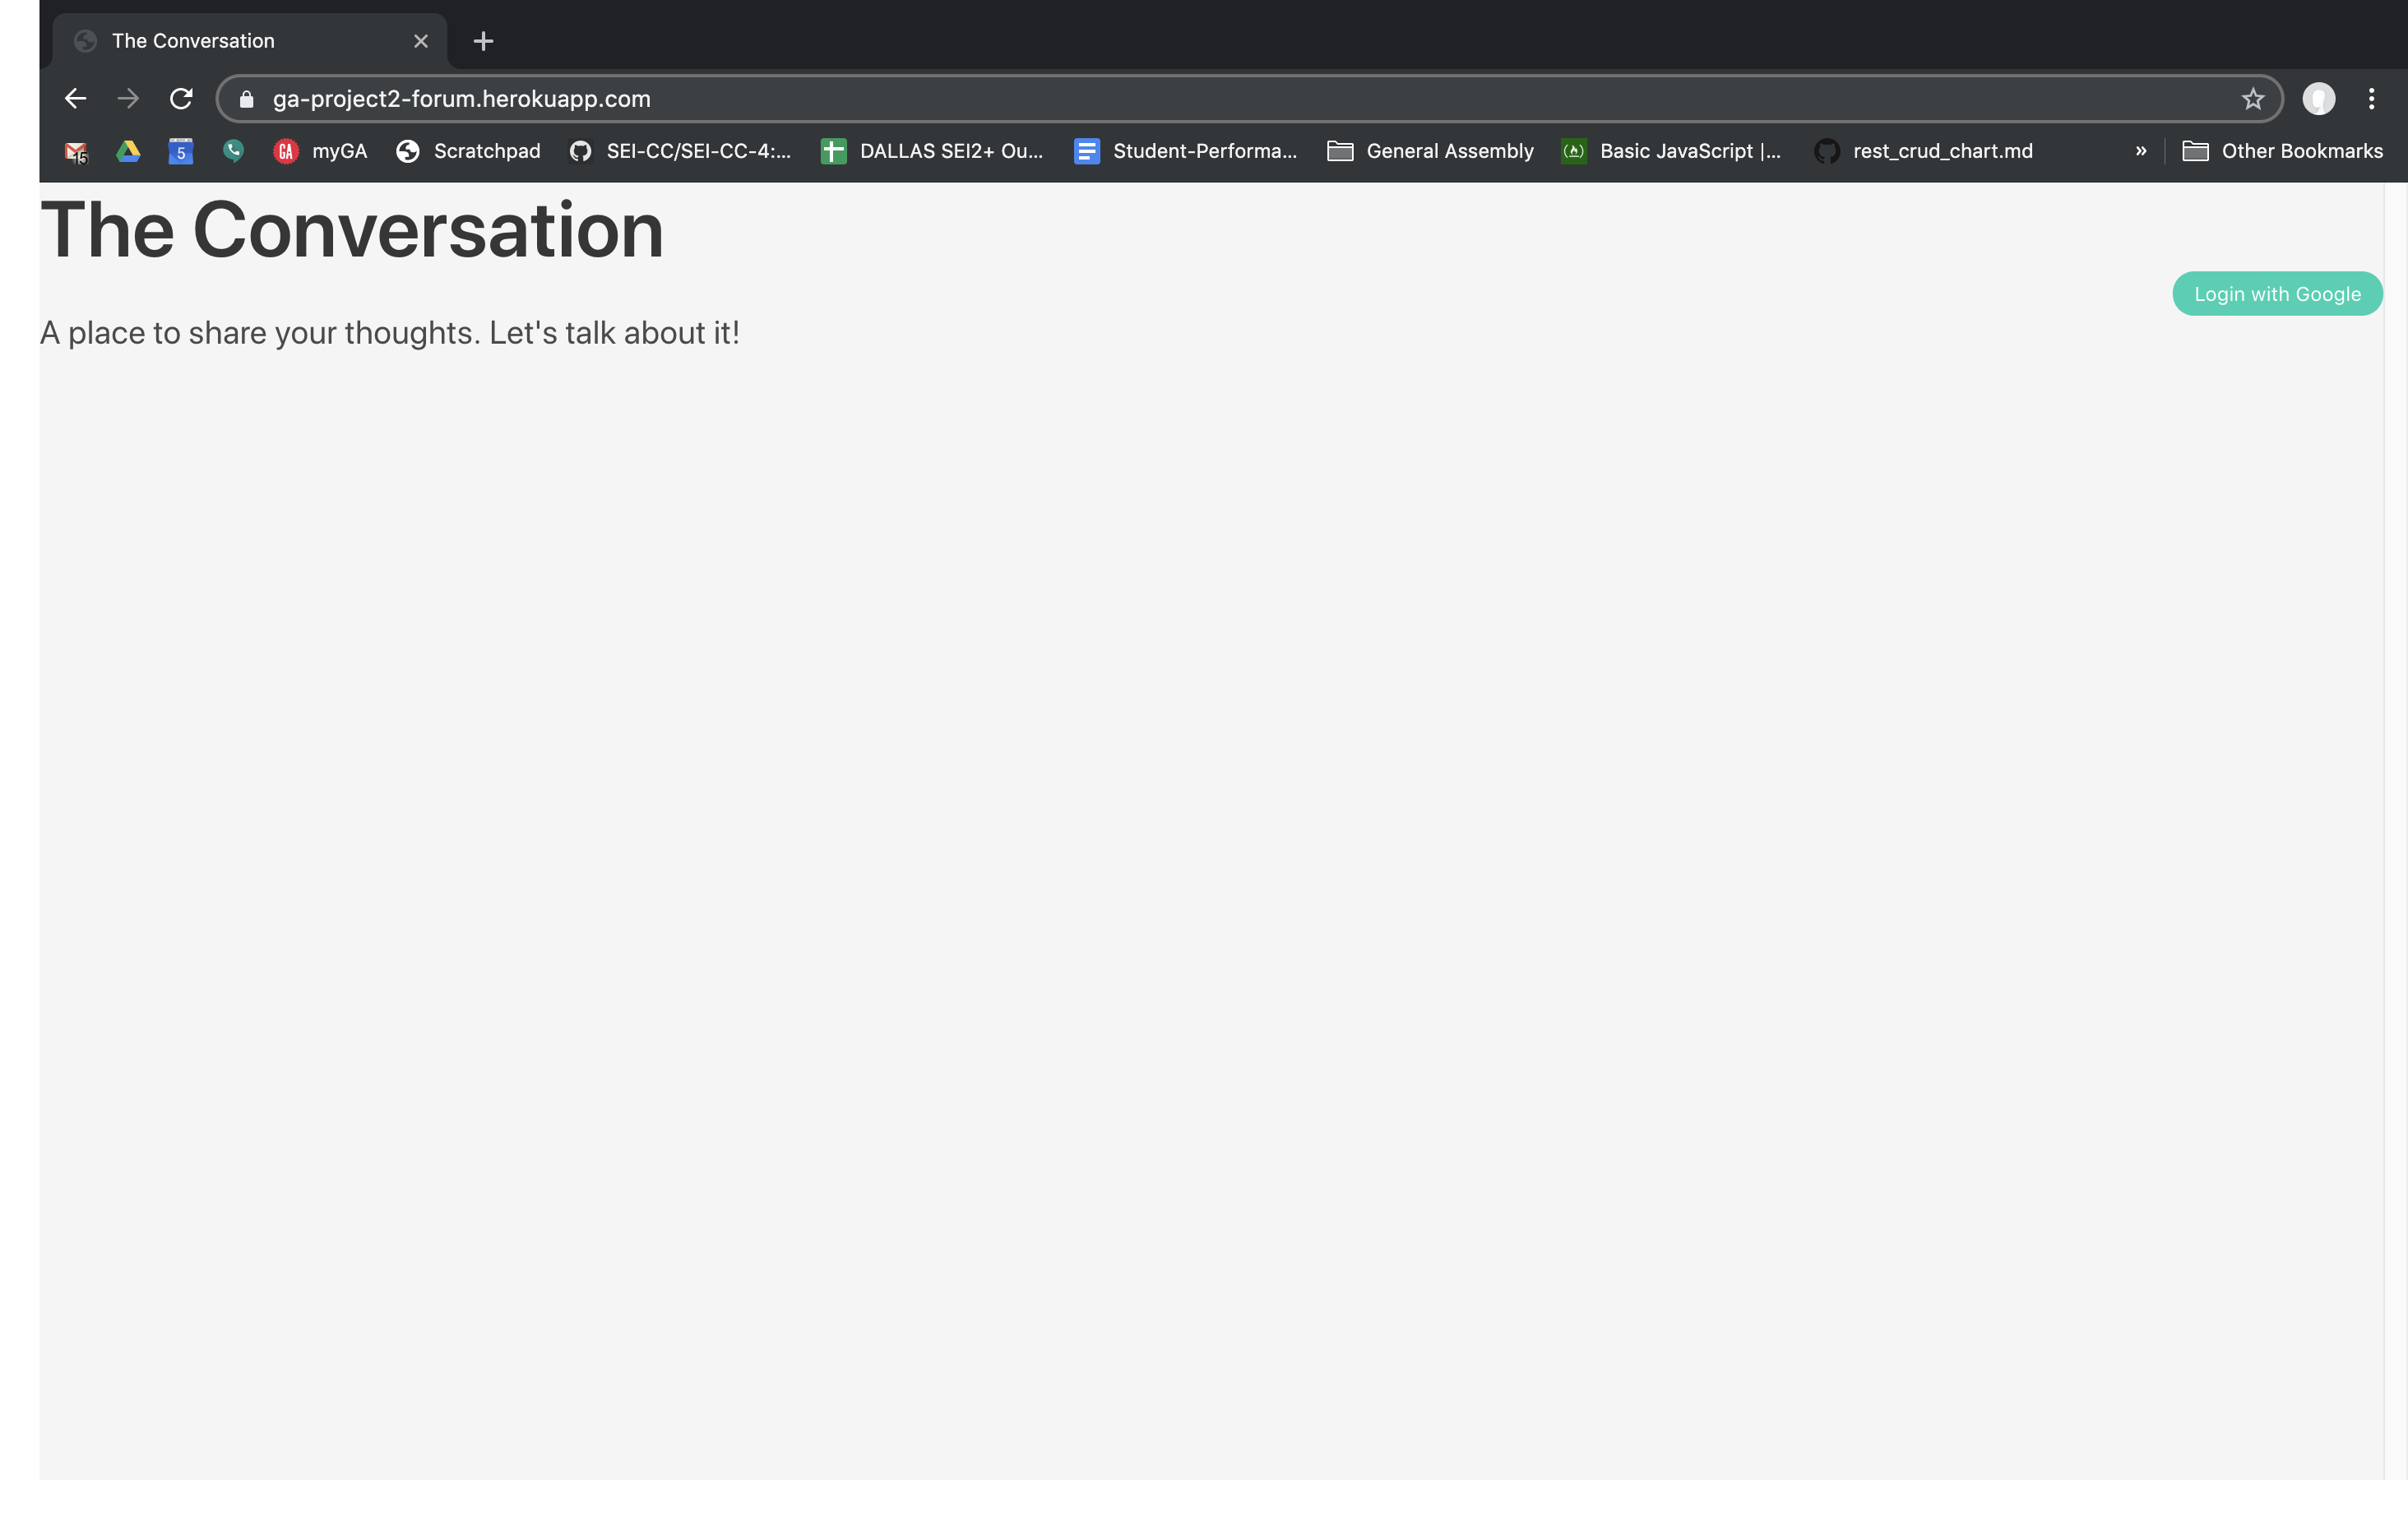 The Conversation
ga-project2-forum.herokuapp.com
15
5
GA myGA Scratchpad SEI-CC/SEI-CC-4:... DALLAS SEI2+ Ou... Student-Performa... General Assembly Basic JavaScript |... rest_crud_chart.md » Other Bookmarks
The Conversation
Login with Google
A place to share your thoughts. Let's talk about it!